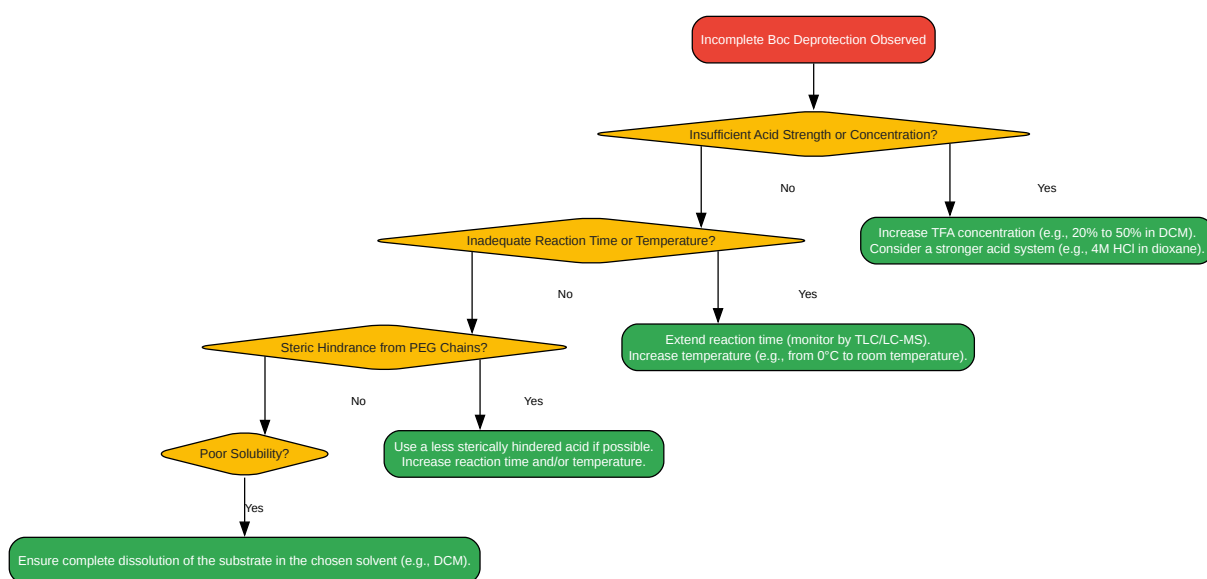 Incomplete Boc Deprotection Observed
Insufficient Acid Strength or Concentration?
No
Yes
Increase TFA concentration (e.g., 20% to 50% in DCM).
Consider a stronger acid system (e.g., 4M HCl in dioxane).
Inadequate Reaction Time or Temperature?
No
Yes
Extend reaction time (monitor by TLC/LC-MS).
Increase temperature (e.g., from 0°C to room temperature).
Steric Hindrance from PEG Chains?
No
Yes
Use a less sterically hindered acid if possible.
Increase reaction time and/or temperature.
Poor Solubility?
Yes
Ensure complete dissolution of the substrate in the chosen solvent (e.g., DCM).